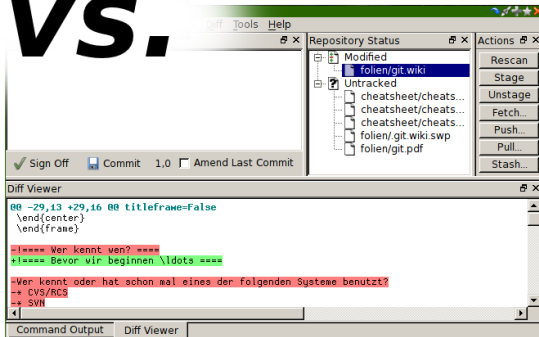 vs.
Diff Tools Help
Repository Status
Actions
Modified
folien/git.wiki
Untracked
cheatsheet/cheats...
cheatsheet/cheats...
cheatsheet/cheats...
folien/.git.wiki.swp
folien/git.pdf
Rescan
Stage
Unstage
Fetch...
Push...
Pull...
Stash...
Sign Off Commit 1,0 Amend Last Commit
Diff Viewer
@@ -29,13 +29,16 @@ titleframe=False
\end{center}
\end{frame}
-!==== Wer kennt wen? ====
+!==== Bevor wir beginnen \ldots ====
-Wer kennt oder hat schon mal eines der folgenden Systeme benutzt?
-* CVS/RCS
-* SVN
Command Output Diff Viewer